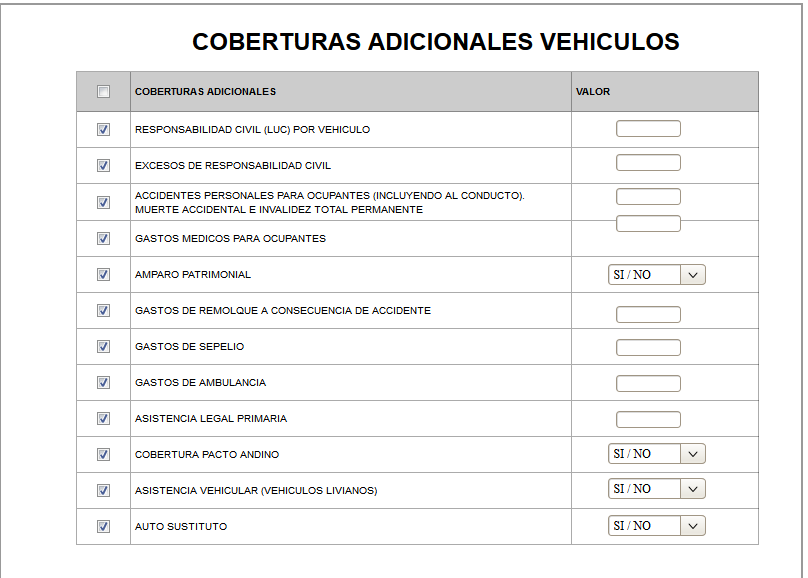 COBERTURAS ADICIONALES VEHICULOS
COBERTURAS ADICIONALES VALOR
RESPONSABILIDAD CIVIL (LUC) POR VEHICULO
EXCESOS DE RESPONSABILIDAD CIVIL
ACCIDENTES PERSONALES PARA OCUPANTES (INCLUYENDO AL CONDUCTO).
MUERTE ACCIDENTAL E INVALIDEZ TOTAL PERMANENTE
GASTOS MEDICOS PARA OCUPANTES
AMPARO PATRIMONIAL SI / NO
GASTOS DE REMOLQUE A CONSECUENCIA DE ACCIDENTE
GASTOS DE SEPELIO
GASTOS DE AMBULANCIA
ASISTENCIA LEGAL PRIMARIA
COBERTURA PACTO ANDINO SI / NO
ASISTENCIA VEHICULAR (VEHICULOS LIVIANOS) SI / NO
AUTO SUSTITUTO SI / NO